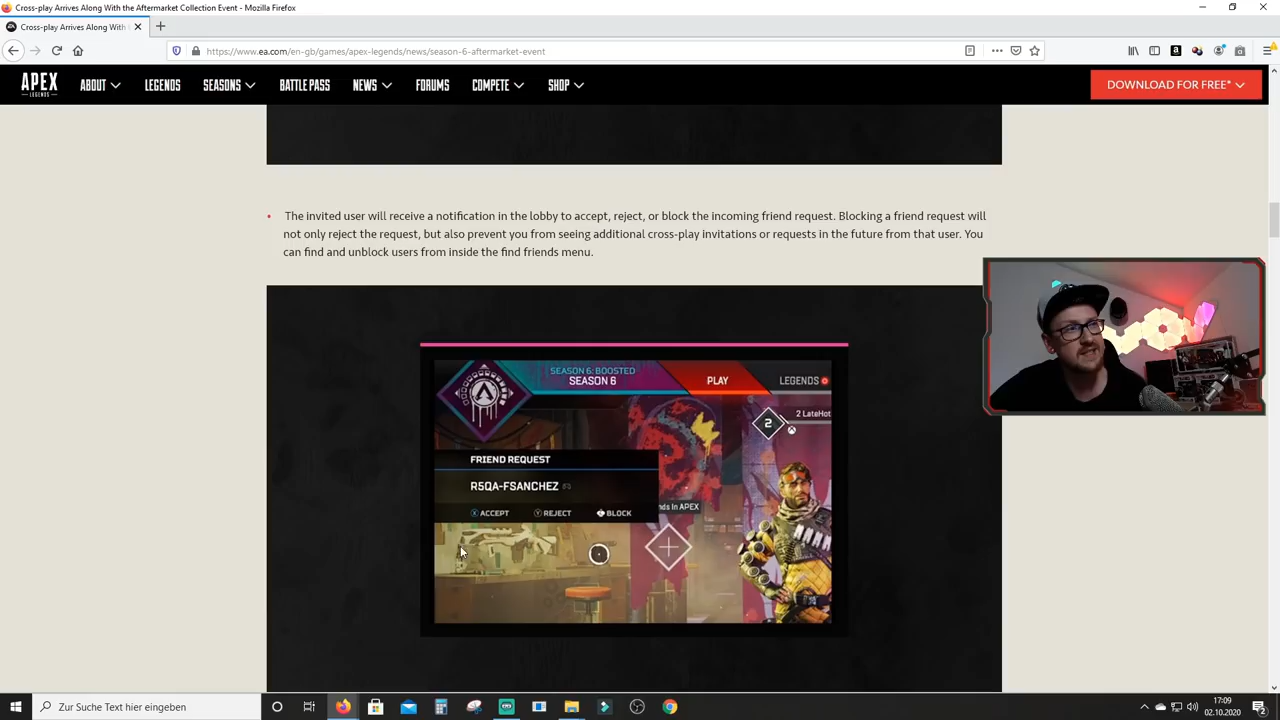 Cross-play Arrives Along With the Aftermarket Collection Event - Mozilla Firefox
Cross-play Arrives Along With
https://www.ea.com/en-gb/games/apex-legends/news/season-6-aftermarket-event
APEX
LEGENDS
ABOUT
LEGENDS
SEASONS
BATTLE PASS
NEWS
FORUMS
COMPETE
SHOP
DOWNLOAD FOR FREE*
• The invited user will receive a notification in the lobby to accept, reject, or block the incoming friend request. Blocking a friend request will
not only reject the request, but also prevent you from seeing additional cross-play invitations or requests in the future from that user. You
can find and unblock users from inside the find friends menu.
SEASON 6: BOOSTED
SEASON 6
PLAY
LEGENDS
2
2 LateHot
FRIEND REQUEST
R5QA-FSANCHEZ
nds In APEX
X ACCEPT
Y REJECT
BLOCK
Zur Suche Text hier eingeben
17:09
02.10.2020
2